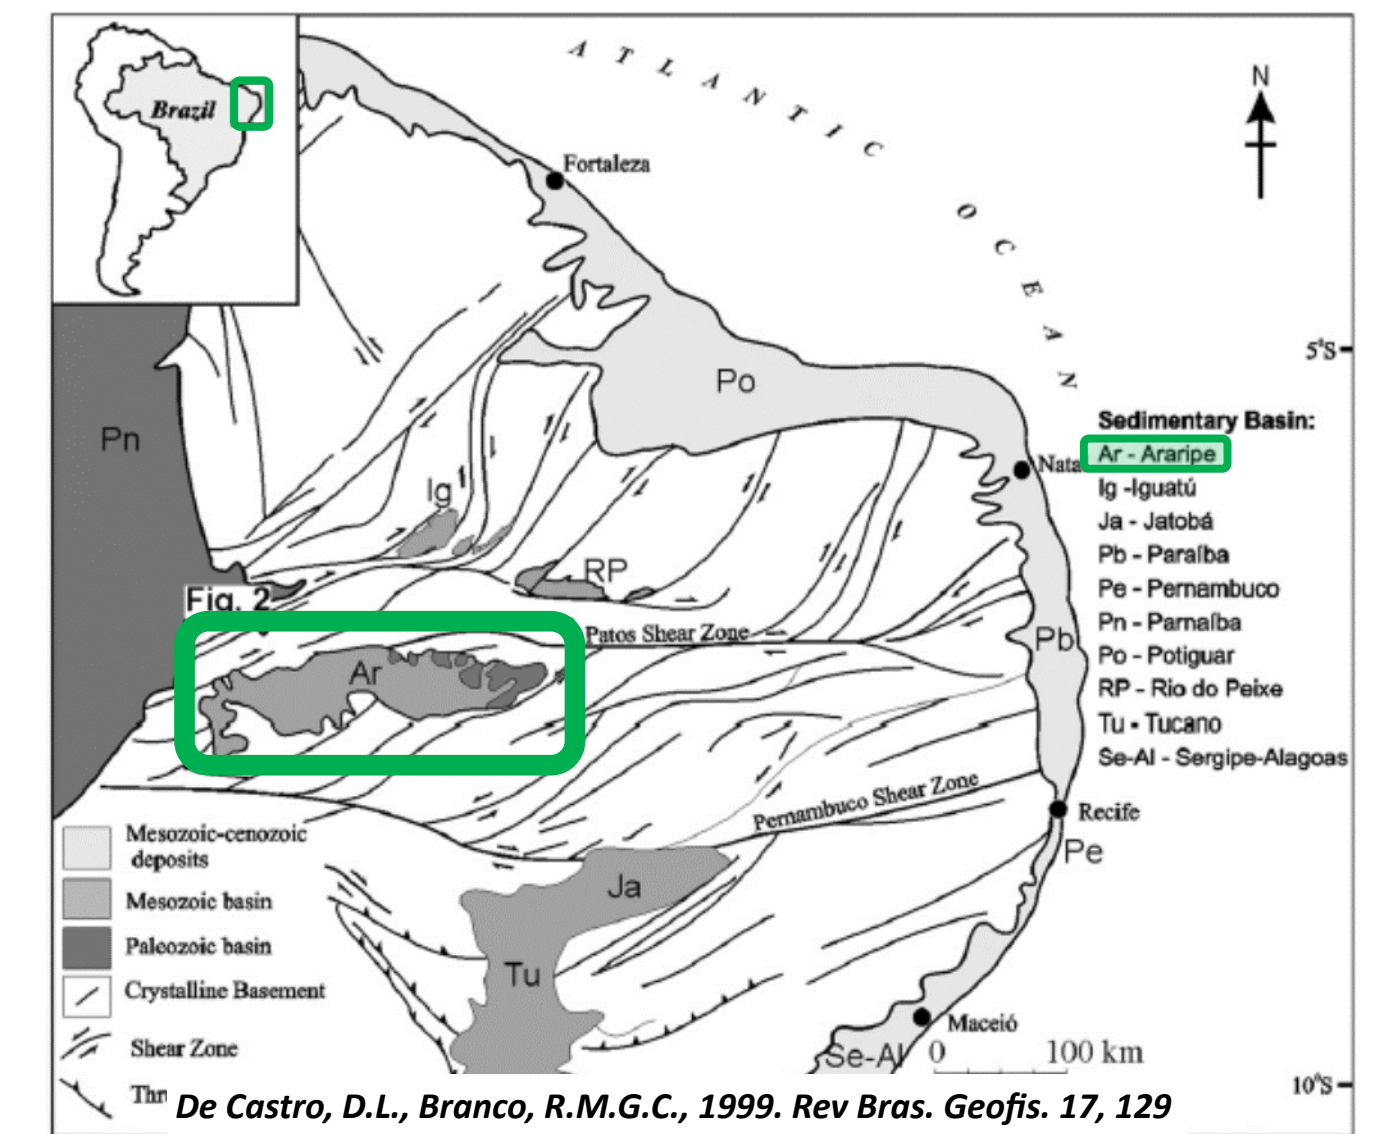 Brazil
ATLANTIC OCEAN
N
Fortaleza
5°S
Po
Pn
Sedimentary Basin:
Ar - Araripe
Nata
Ig -Iguatú
Ig
Ja - Jatobá
Pb - Paraíba
RP
Pe - Pernambuco
Fig. 2
Pn - Parnaíba
Patos Shear Zone
Pb
Po - Potiguar
Ar
RP - Rio do Peixe
Tu - Tucano
Se-Al - Sergipe-Alagoas
Pernambuco Shear Zone
Recife
Mesozoic-cenozoic
deposits
Pe
Ja
Mesozoic basin
Paleozoic basin
Tu
Crystalline Basement
Maceió
Shear Zone
Se-Al
0 100 km
10°S
Thr
De Castro, D.L., Branco, R.M.G.C., 1999. Rev Bras. Geofis. 17, 129